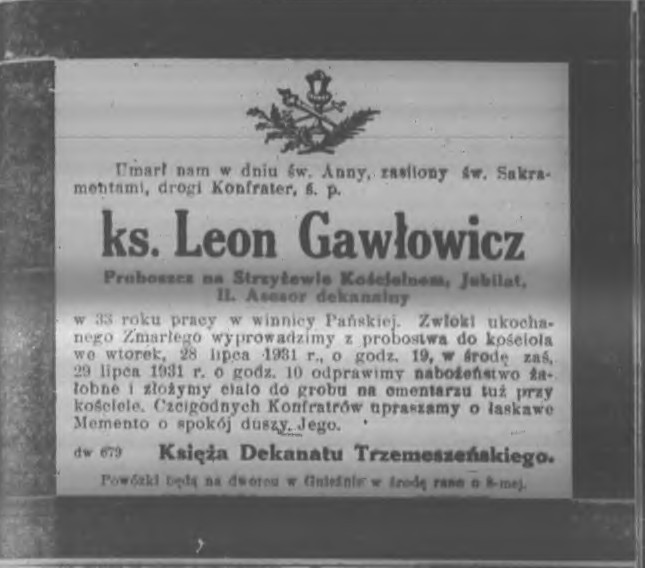 Umarł nam w dniu św. Anny, zasilony św. Sakra-
mentami, drogi Konfrater, ś. p.
ks. Leon Gawłowicz
Proboszcz na Strzyżewie Kościelnem, Jubilat,
II. Asesor dekanalny
w 33 roku pracy w winnicy Pańskiej. Zwłoki ukocha-
nego Zmarłego wyprowadzimy z probostwa do kościoła
we wtorek, 28 lipca 1931 r., o godz. 19, w środę zaś,
29 lipca 1931 r. o godz. 10 odprawimy nabożeństwo ża-
łobne i złożymy ciało do grobu na cmentarzu tuż przy
kościele. Czcigodnych Konfratrów upraszamy o łaskawe
Memento o spokój duszy Jego.
dw 679 Księża Dekanatu Trzemeszeńskiego.
Powózki będą na dworcu w Gnieźnie w środę rano o 8-mej.